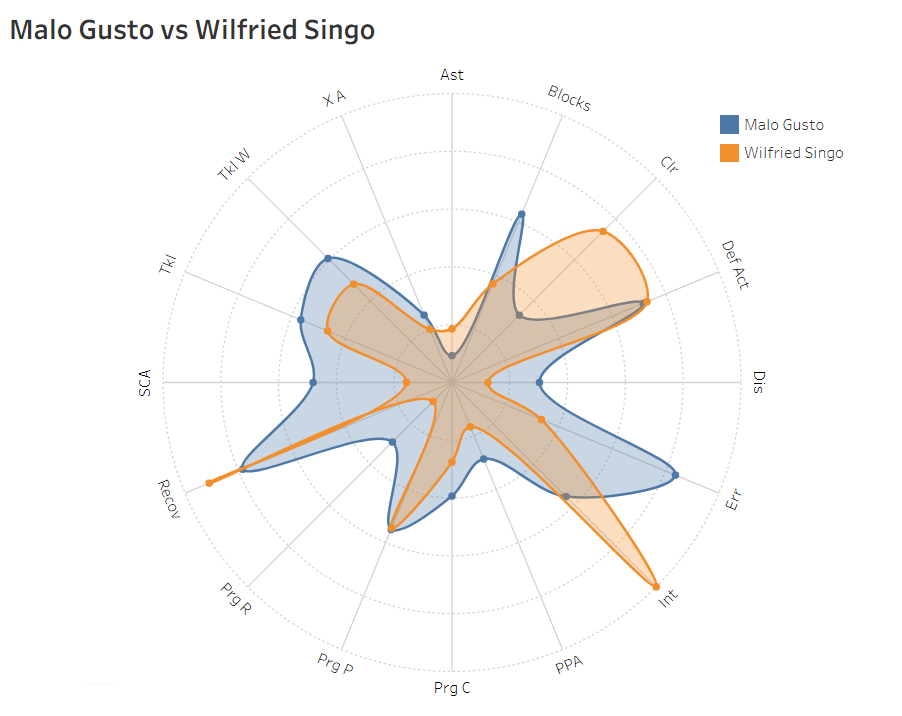 Malo Gusto vs Wilfried Singo
Ast
Blocks
Clr
Def Act
Dis
Err
Int
PPA
Prg C
Prg P
Prg R
Recov
SCA
Tkl
Tkl W
X A
Malo Gusto
Wilfried Singo